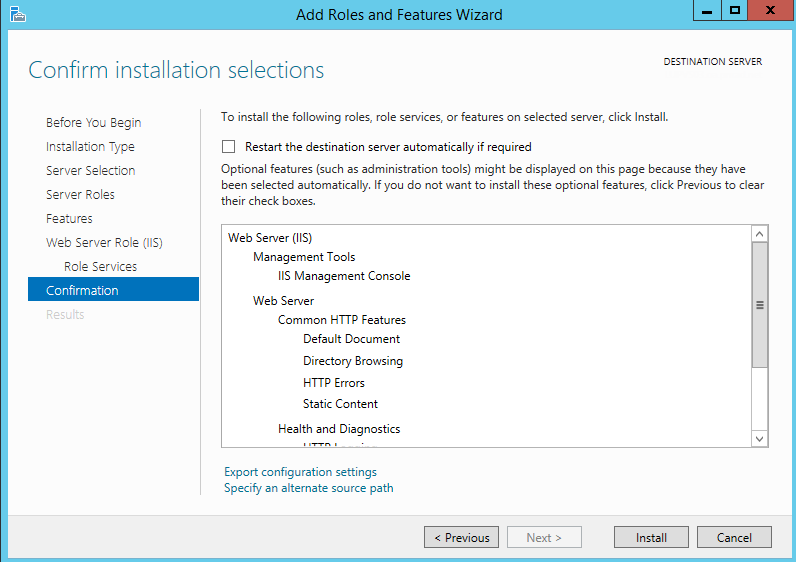 Add Roles and Features Wizard
Confirm installation selections
DESTINATION SERVER
Before You Begin
Installation Type
Server Selection
Server Roles
Features
Web Server Role (IIS)
Role Services
Confirmation
Results
To install the following roles, role services, or features on selected server, click Install.
Restart the destination server automatically if required
Optional features (such as administration tools) might be displayed on this page because they have
been selected automatically. If you do not want to install these optional features, click Previous to clear
their check boxes.
Web Server (IIS)
Management Tools
IIS Management Console
Web Server
Common HTTP Features
Default Document
Directory Browsing
HTTP Errors
Static Content
Health and Diagnostics
Export configuration settings
Specify an alternate source path
< Previous
Next >
Install
Cancel